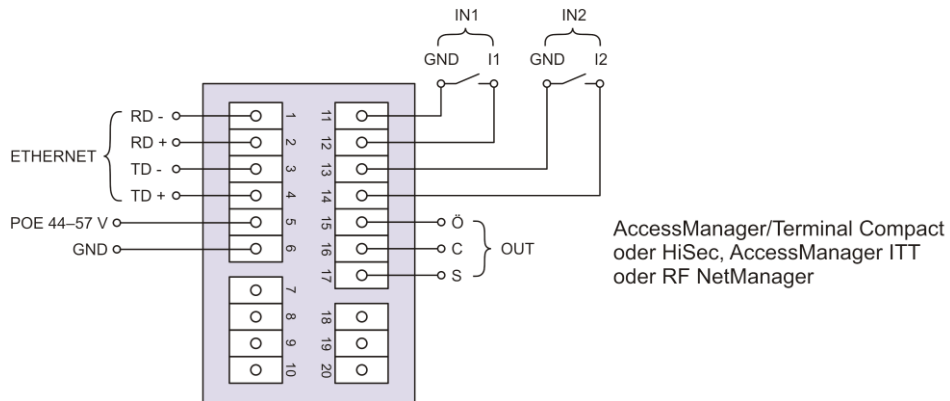 IN1
IN2
GND I1
GND I2
RD -
RD +
TD -
TD +
ETHERNET
POE 44–57 V
GND
1
2
3
4
5
6
7
8
9
10
11
12
13
14
15
16
17
18
19
20
Ö
C
S
OUT
AccessManager/Terminal Compact
oder HiSec, AccessManager ITT
oder RF NetManager